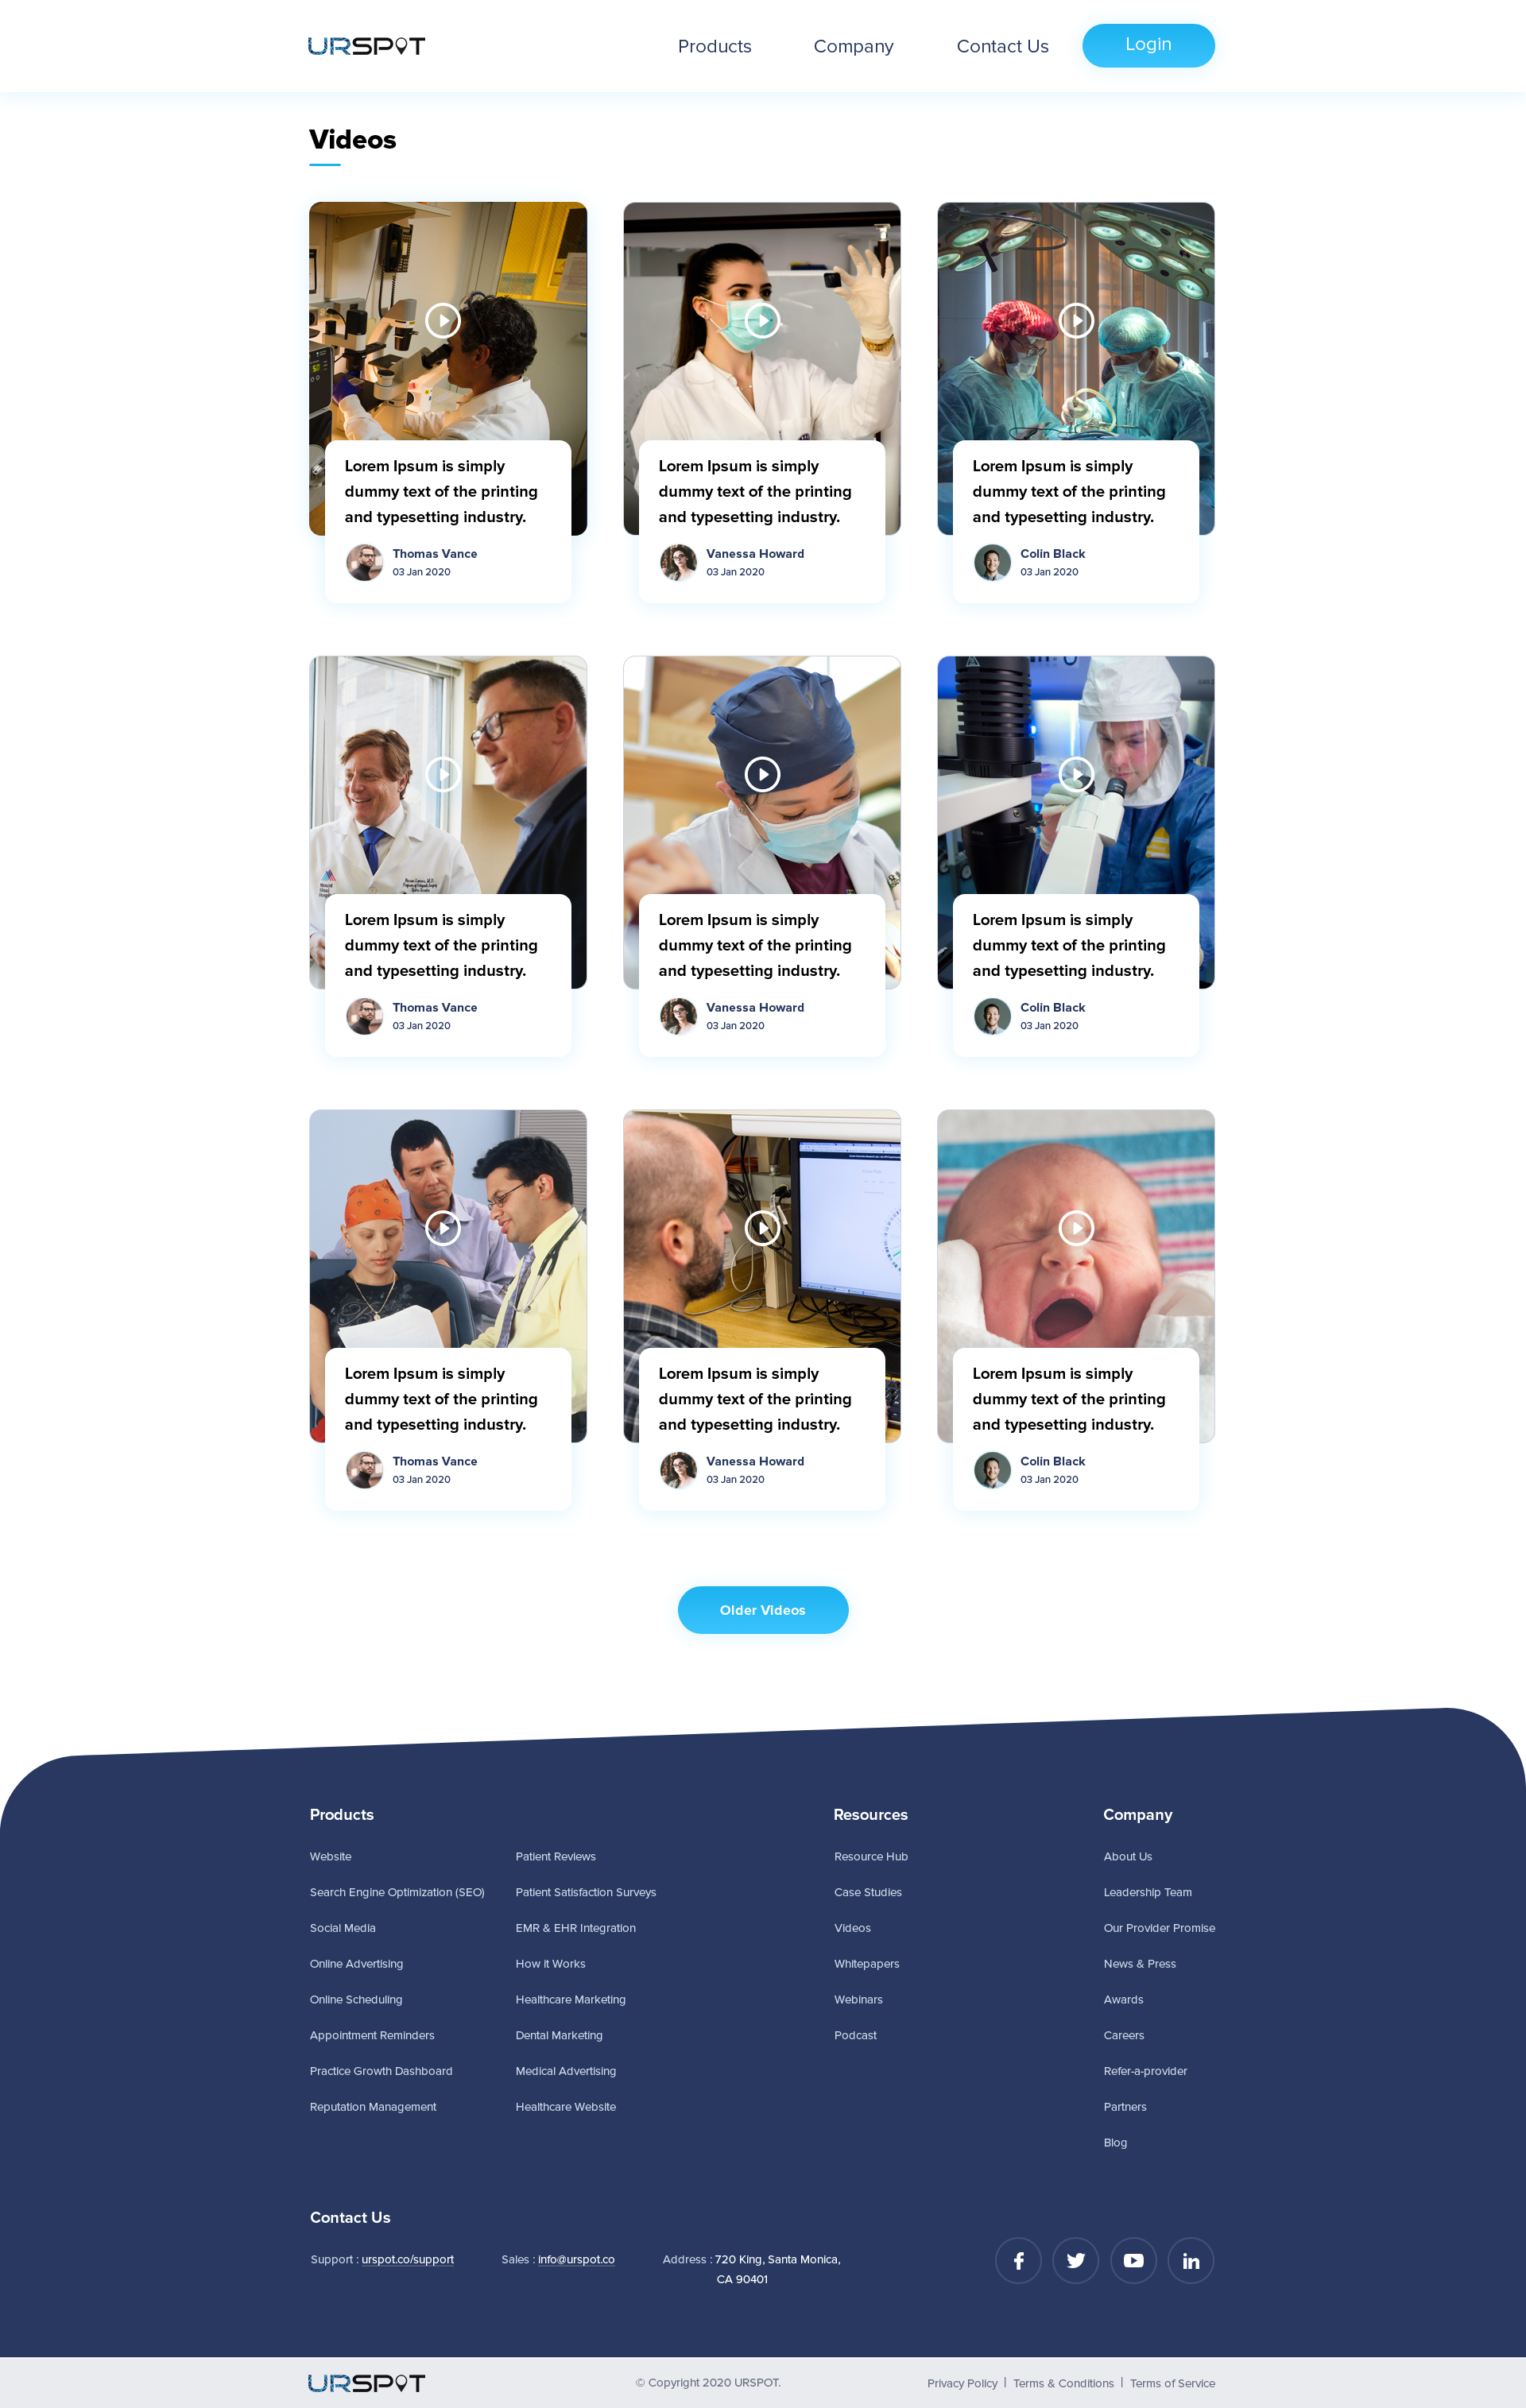 URSPOT
Products
Company
Contact Us
Login
Videos
Lorem Ipsum is simply
dummy text of the printing
and typesetting industry.
Thomas Vance
03 Jan 2020
Lorem Ipsum is simply
dummy text of the printing
and typesetting industry.
Vanessa Howard
03 Jan 2020
Lorem Ipsum is simply
dummy text of the printing
and typesetting industry.
Colin Black
03 Jan 2020
Lorem Ipsum is simply
dummy text of the printing
and typesetting industry.
Thomas Vance
03 Jan 2020
Lorem Ipsum is simply
dummy text of the printing
and typesetting industry.
Vanessa Howard
03 Jan 2020
Lorem Ipsum is simply
dummy text of the printing
and typesetting industry.
Colin Black
03 Jan 2020
Lorem Ipsum is simply
dummy text of the printing
and typesetting industry.
Thomas Vance
03 Jan 2020
Lorem Ipsum is simply
dummy text of the printing
and typesetting industry.
Vanessa Howard
03 Jan 2020
Lorem Ipsum is simply
dummy text of the printing
and typesetting industry.
Colin Black
03 Jan 2020
Older Videos
Products
Website
Search Engine Optimization (SEO)
Social Media
Online Advertising
Online Scheduling
Appointment Reminders
Practice Growth Dashboard
Reputation Management
Patient Reviews
Patient Satisfaction Surveys
EMR & EHR Integration
How it Works
Healthcare Marketing
Dental Marketing
Medical Advertising
Healthcare Website
Resources
Resource Hub
Case Studies
Videos
Whitepapers
Webinars
Podcast
Company
About Us
Leadership Team
Our Provider Promise
News & Press
Awards
Careers
Refer-a-provider
Partners
Blog
Contact Us
Support : urspot.co/support
Sales : info@urspot.co
Address : 720 King, Santa Monica,
CA 90401
URSPOT
© Copyright 2020 URSPOT.
Privacy Policy | Terms & Conditions | Terms of Service